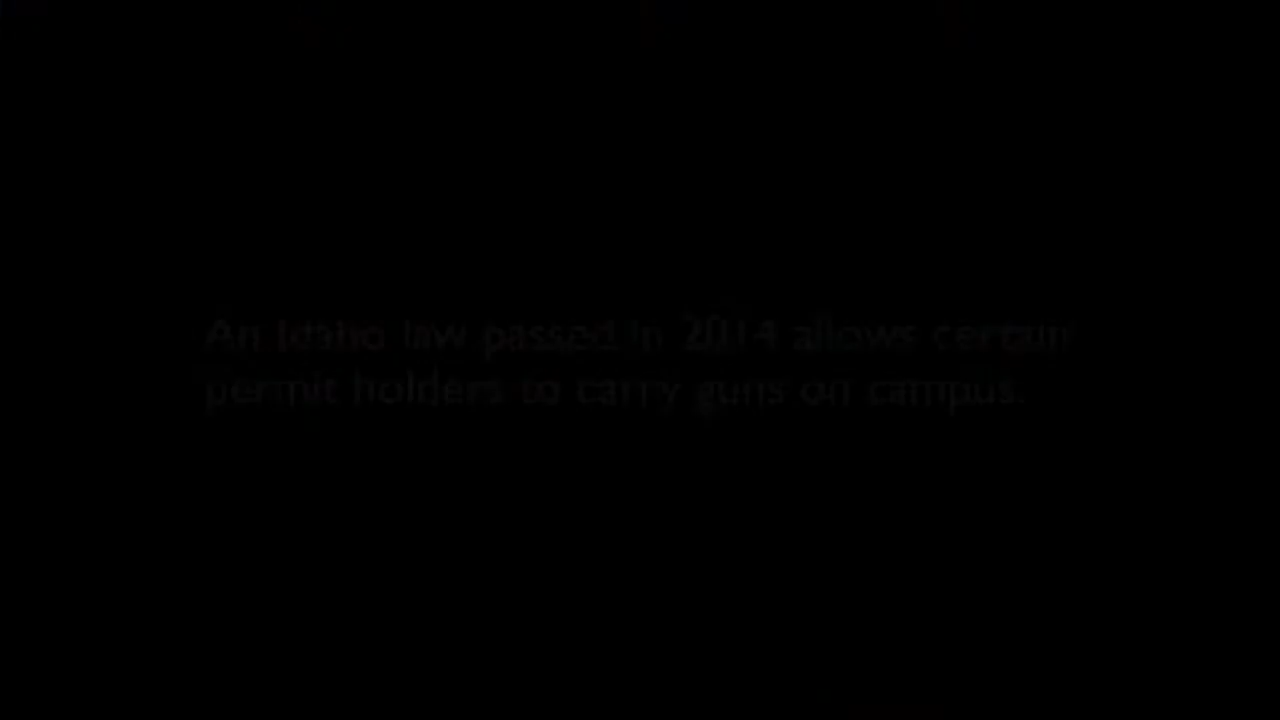 An Idaho law passed in 2014 allows certain
permit holders to carry guns on campus.